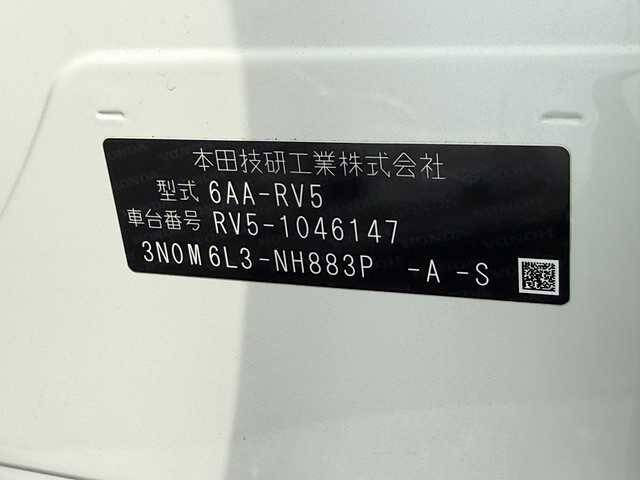 本田技研工業株式会社
型式 6AA-RV5
車台番号 RV5-1046147
3N0M6L3-NH883P -A -S